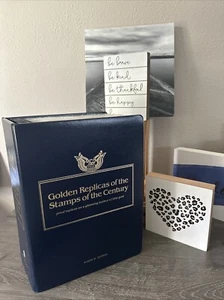 be brave
be kind
be thankful
be happy
Golden Replicas of the
Stamps of the Century